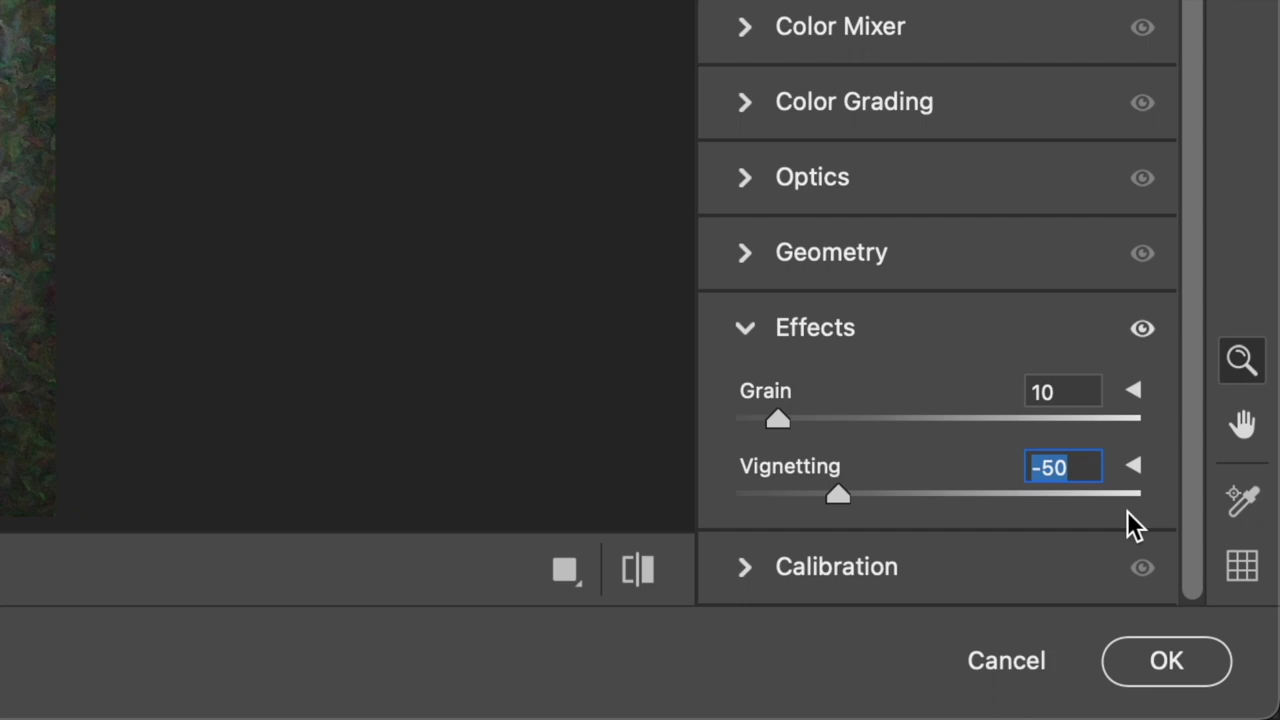 Color Mixer
Color Grading
Optics
Geometry
Effects
Grain 10
Vignetting -50
Calibration
Cancel OK